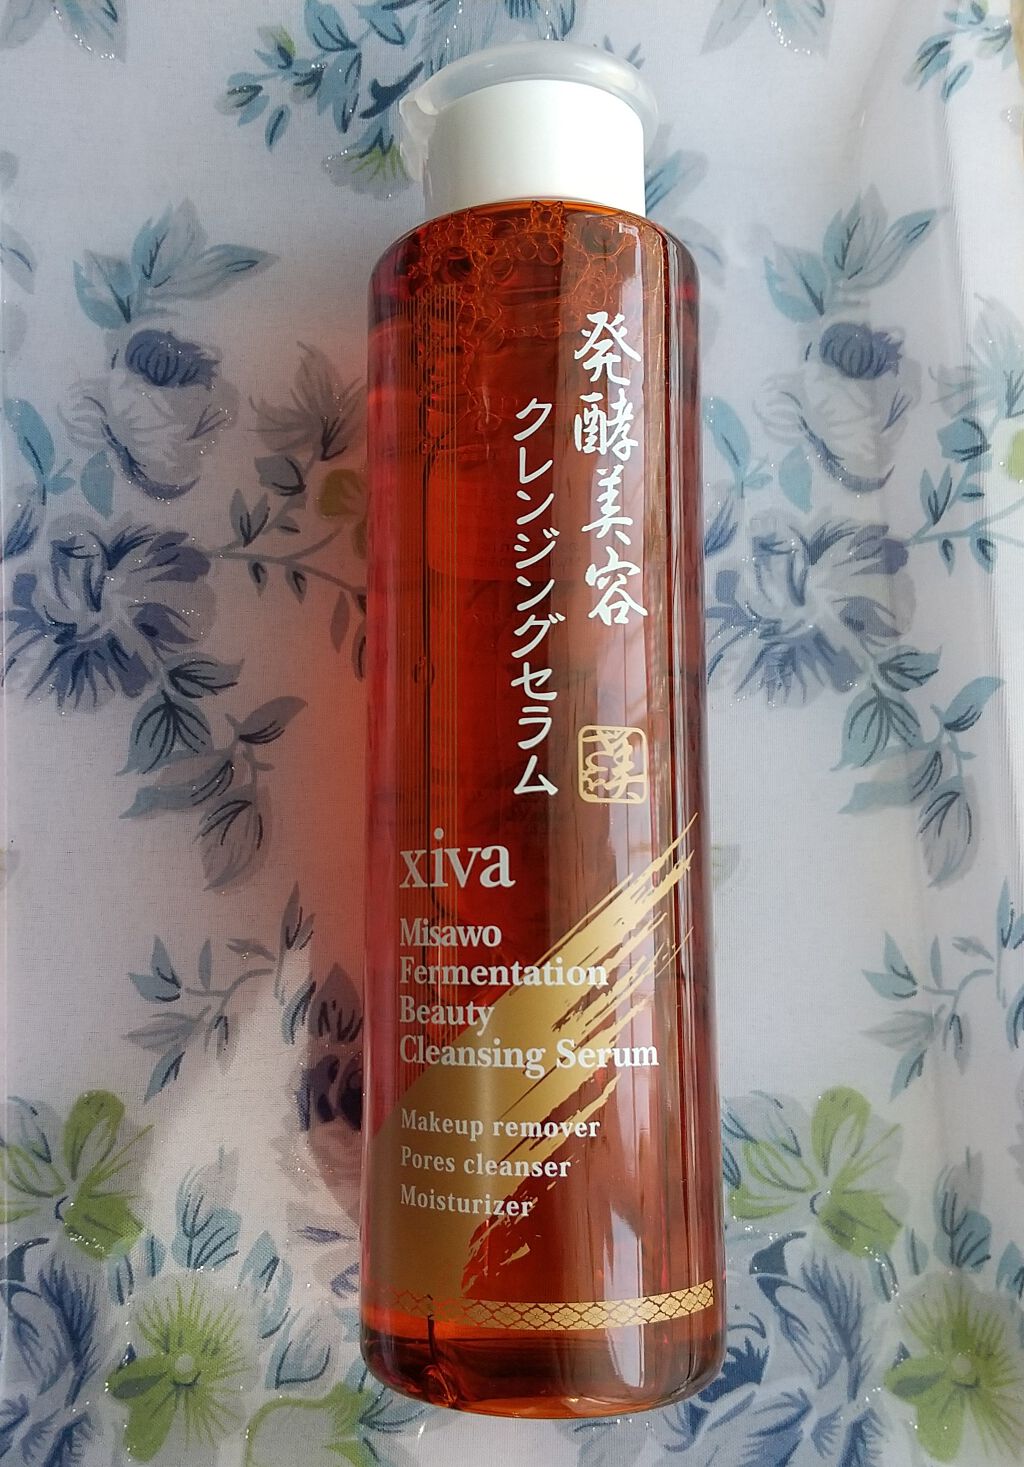 発酵美容
クレンジングセラム
xiva
Misawo
Fermentation
Beauty
Cleansing Serum
Makeup remover
Pores cleanser
Moisturizer